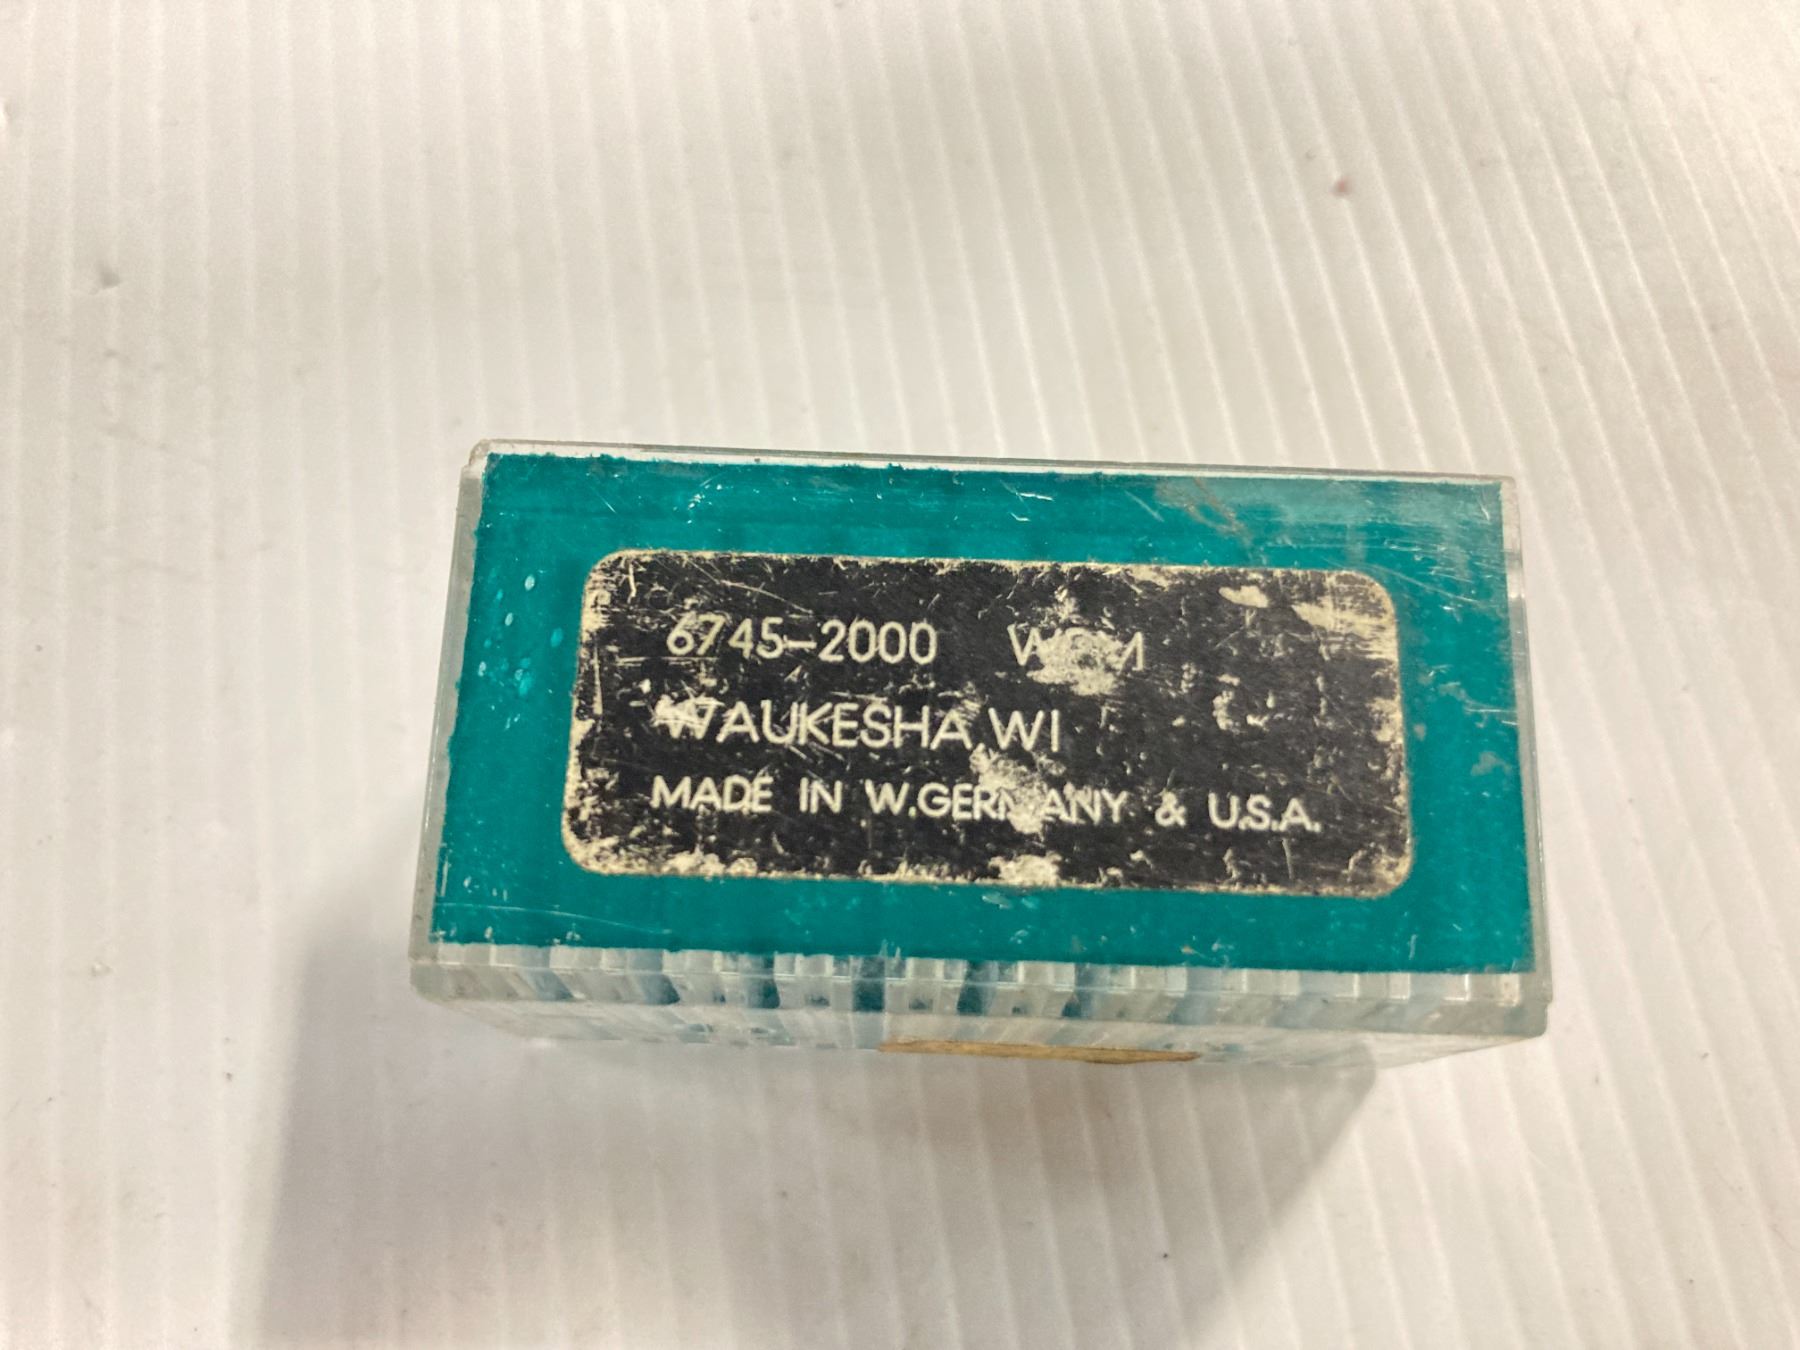 6745-2000
WAUKESHA, WI
MADE IN W.GERMANY & U.S.A.